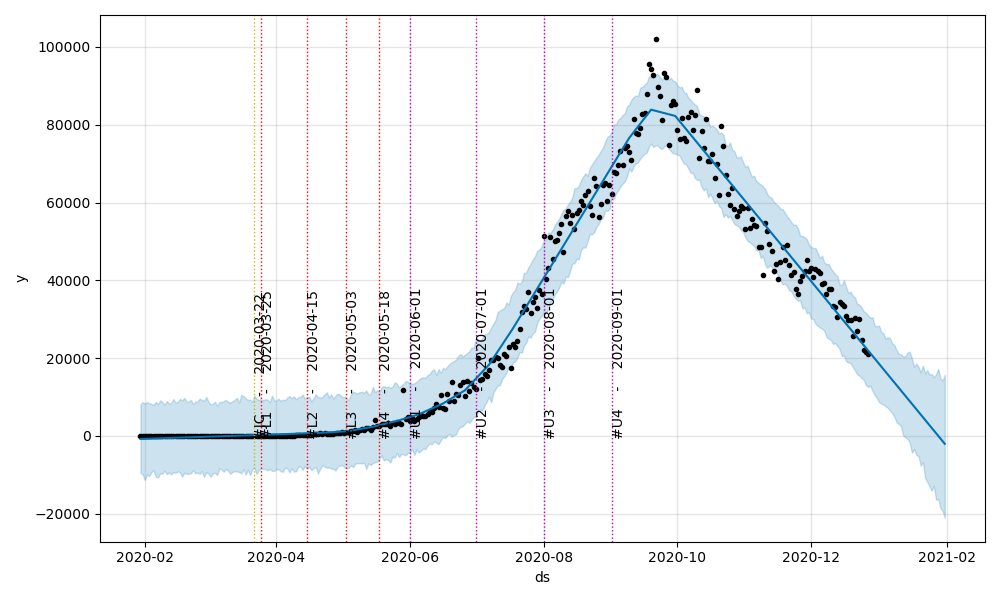 100000
80000
60000
40000
20000
0
−20000
y
#JC - 2020-03-22
#L1 - 2020-03-25
#L2 - 2020-04-15
#L3 - 2020-05-03
#L4 - 2020-05-18
#U1 - 2020-06-01
#U2 - 2020-07-01
#U3 - 2020-08-01
#U4 - 2020-09-01
2020-02
2020-04
2020-06
2020-08
2020-10
2020-12
2021-02
ds